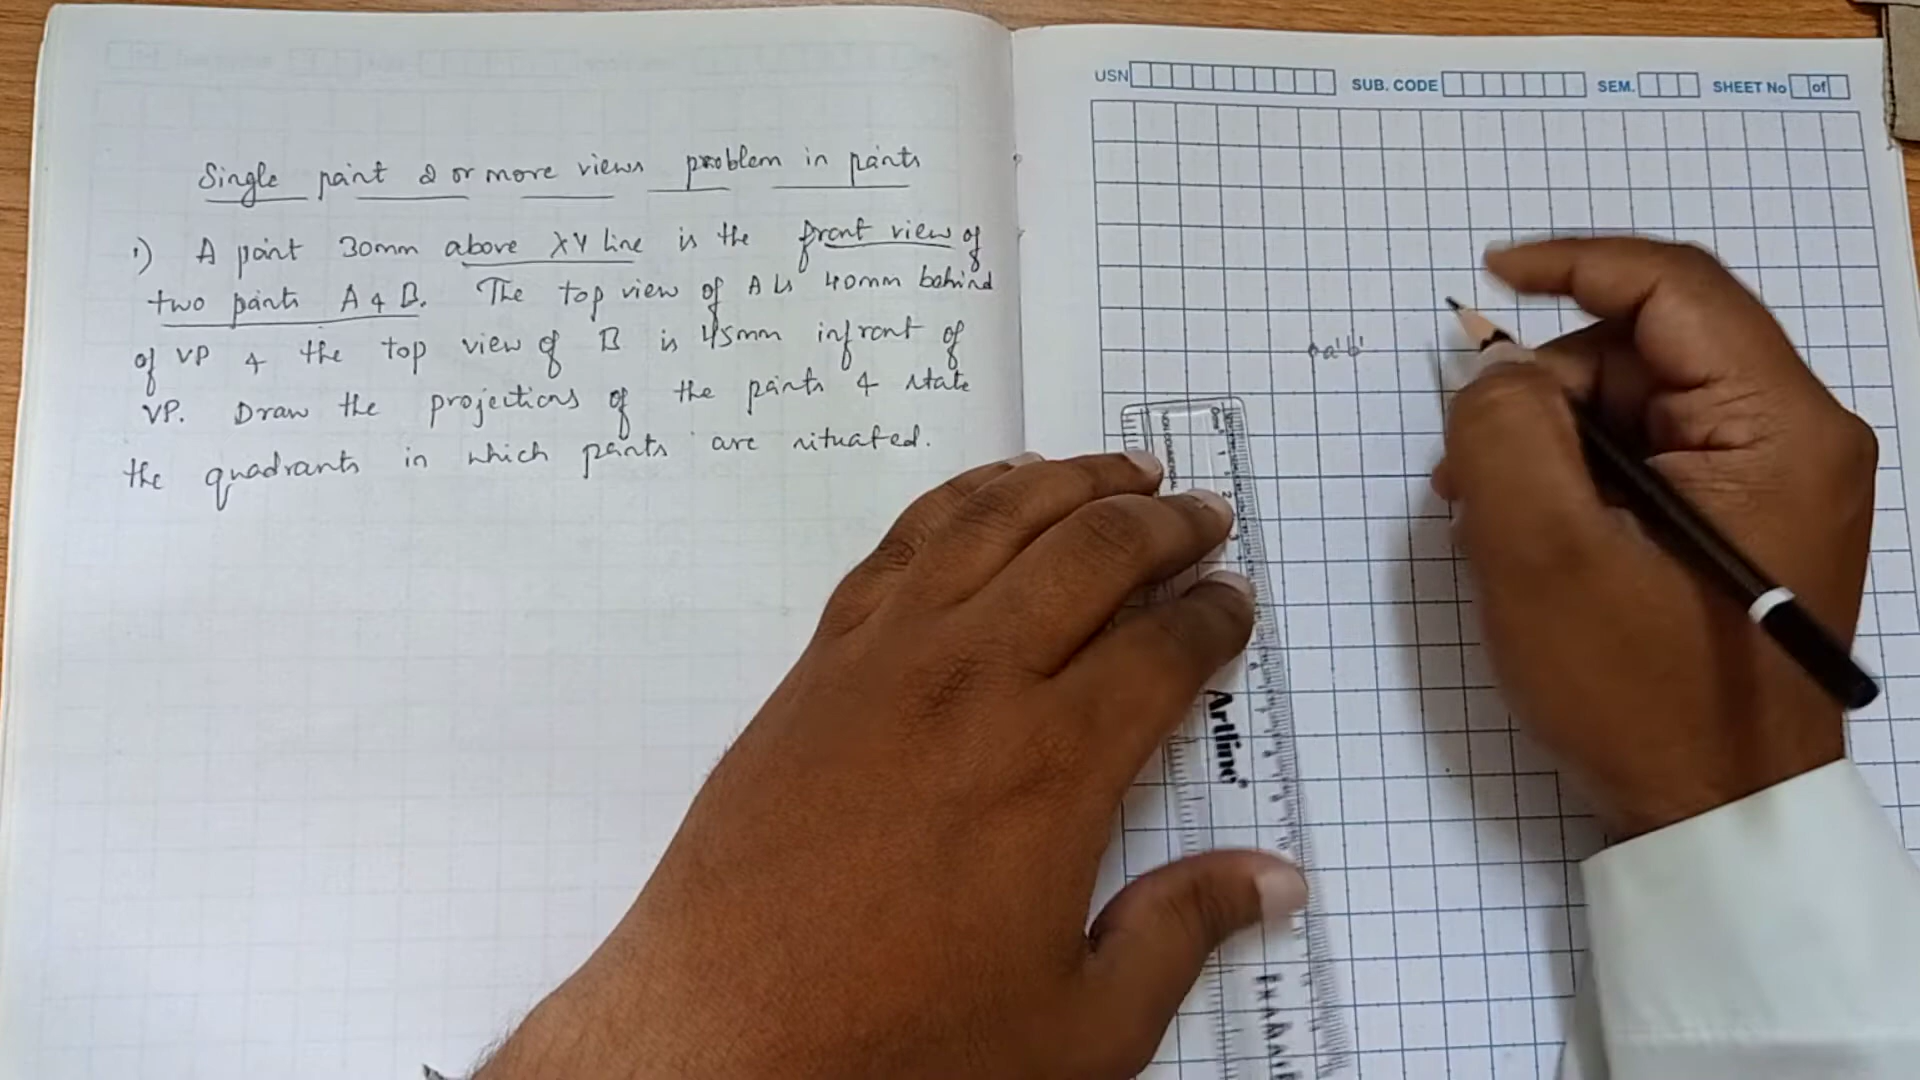 Single point 2 or more views problem in points
1) A point 30mm above XY line is the front view of
two points A & B. The top view of A is 40mm behind
of VP & the top view of B is 45mm infront of
VP. Draw the projections of the points & state
the quadrants in which points are situated.
USN SUB. CODE SEM. SHEET No of
a'b'
Artline